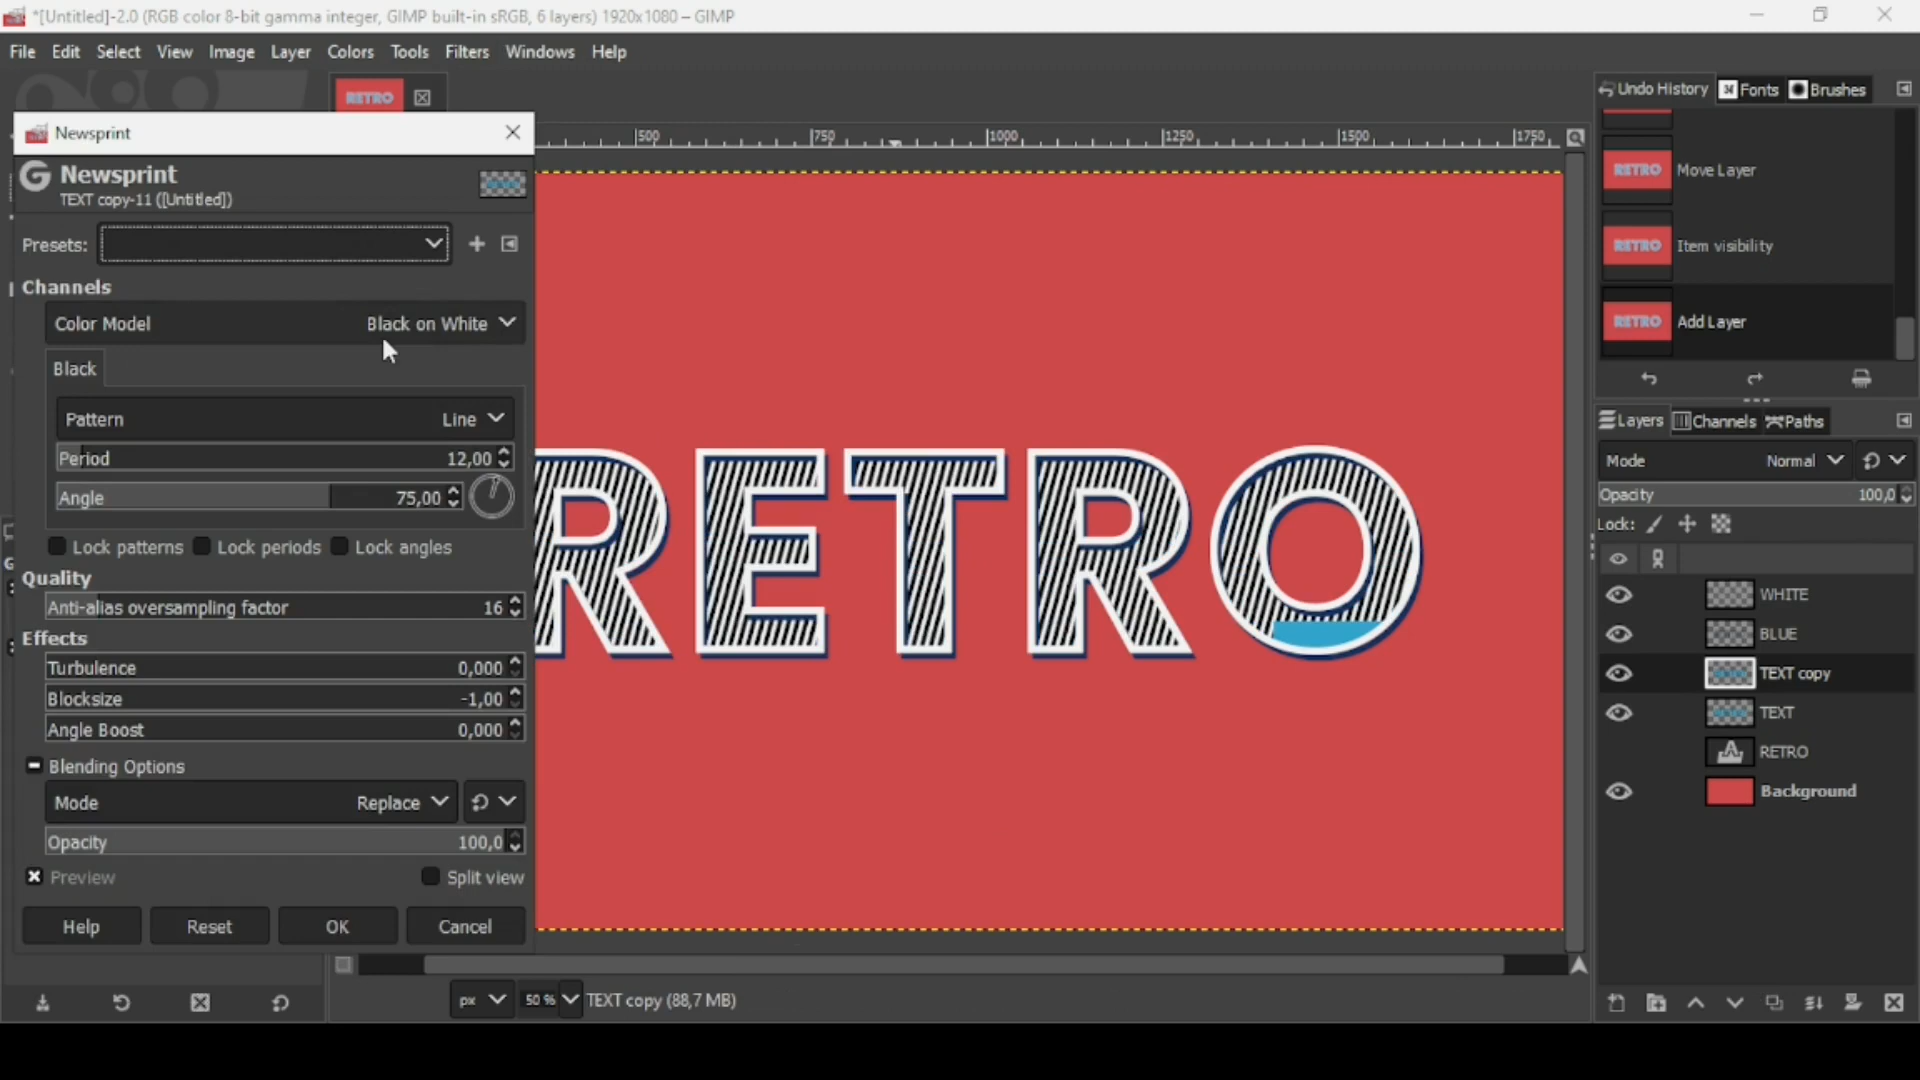 *[Untitled]-2.0 (RGB color 8-bit gamma integer, GIMP built-in sRGB, 6 layers) 1920x1080 – GIMP
File Edit Select View Image Layer Colors Tools Filters Windows Help
RETRO
Undo History Fonts Brushes
Newsprint
500 750 1000 1250 1500 1750
Newsprint
TEXT copy-11 ([Untitled])
RETRO Move Layer
Presets:
RETRO Item visibility
Channels
Color Model Black on White
RETRO Add Layer
Black
Pattern Line
Layers Channels Paths
Period 12,00
Mode Normal
Angle 75,00
Opacity 100,0
Lock:
Lock patterns Lock periods Lock angles
RETRO
Quality
Anti-alias oversampling factor 16
WHITE
Effects
BLUE
Turbulence 0,000
TEXT copy
Blocksize -1,00
TEXT
Angle Boost 0,000
RETRO
Blending Options
Background
Mode Replace
Opacity 100,0
Preview Split view
Help Reset OK Cancel
px 50 % TEXT copy (88,7 MB)